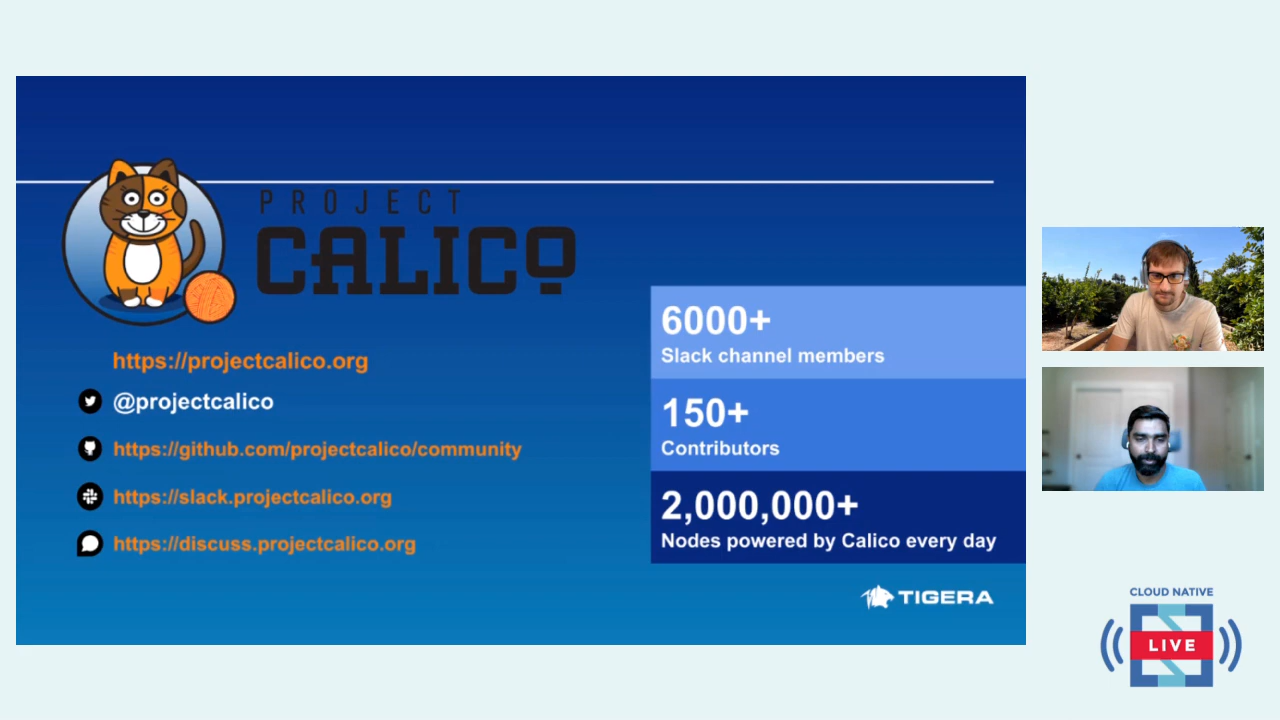 PROJECT
CALICO
https://projectcalico.org
@projectcalico
https://github.com/projectcalico/community
https://slack.projectcalico.org
https://discuss.projectcalico.org
6000+
Slack channel members
150+
Contributors
2,000,000+
Nodes powered by Calico every day
TIGERA
CLOUD NATIVE
LIVE